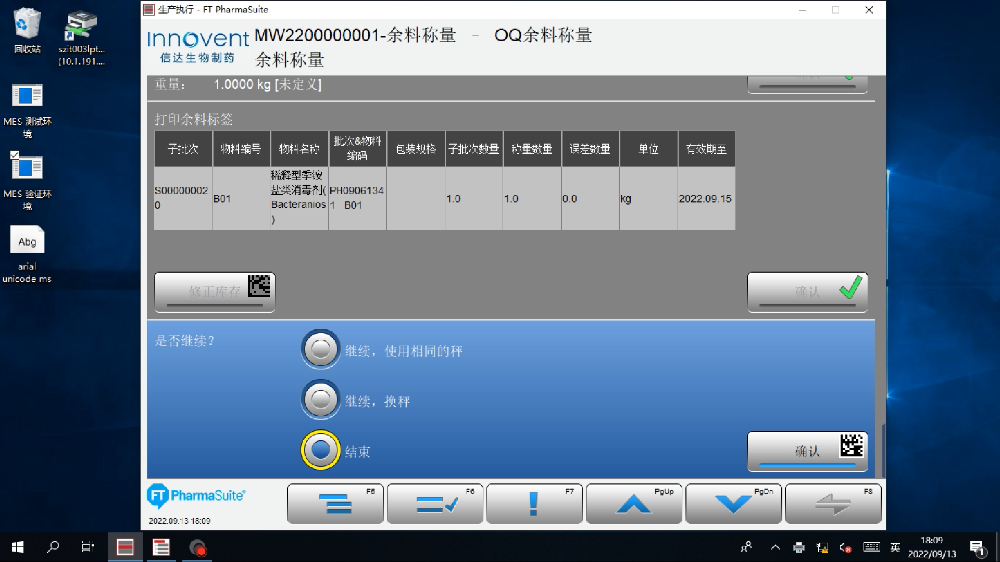 生产执行 - FT PharmaSuite
回收站
szit003lpt...
(10.1.191....
MES 测试环
境
MES 验证环
境
Abg
arial
unicode ms
Innovent
信达生物制药
MW2200000001-余料称量 - OQ余料称量
余料称量
重量： 1.0000 kg [未定义]
打印余料标签
子批次 物料编号 物料名称 批次&物料编码 包装规格 子批次数量 称量数量 误差数量 单位 有效期至
S000000020 B01 稀释型季铵盐类消毒剂(Bacteranios) PH09061341 B01 1.0 1.0 0.0 kg 2022.09.15
修正库存
确认
是否继续？
继续，使用相同的秤
继续，换秤
结束
确认
FT PharmaSuite®
2022.09.13 18:09
F5
F6
F7
PgUp
PgDn
F8
英
18:09
2022/09/13
1